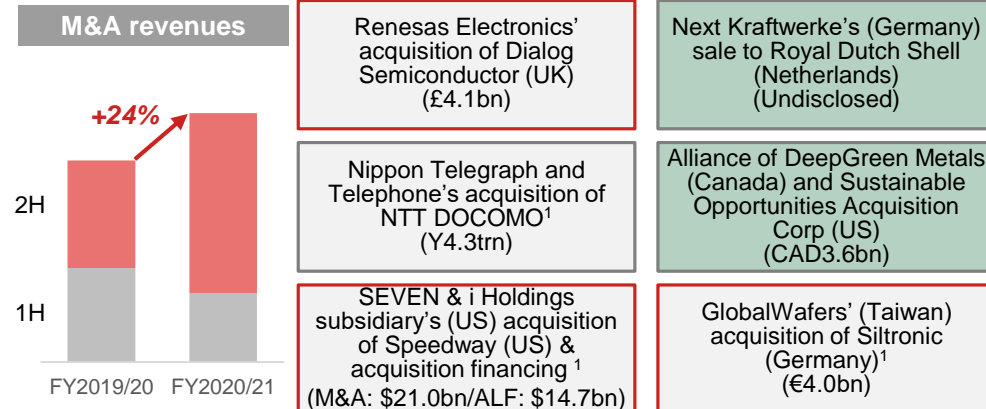 M&A revenues
+24%
2H
1H
FY2019/20
FY2020/21
Renesas Electronics’
acquisition of Dialog
Semiconductor (UK)
(£4.1bn)
Next Kraftwerke’s (Germany)
sale to Royal Dutch Shell
(Netherlands)
(Undisclosed)
Nippon Telegraph and
Telephone’s acquisition of
NTT DOCOMO¹
(Y4.3trn)
Alliance of DeepGreen Metals
(Canada) and Sustainable
Opportunities Acquisition
Corp (US)
(CAD3.6bn)
SEVEN & i Holdings
subsidiary’s (US) acquisition
of Speedway (US) &
acquisition financing ¹
(M&A: $21.0bn/ALF: $14.7bn)
GlobalWafers’ (Taiwan)
acquisition of Siltronic
(Germany)¹
(€4.0bn)